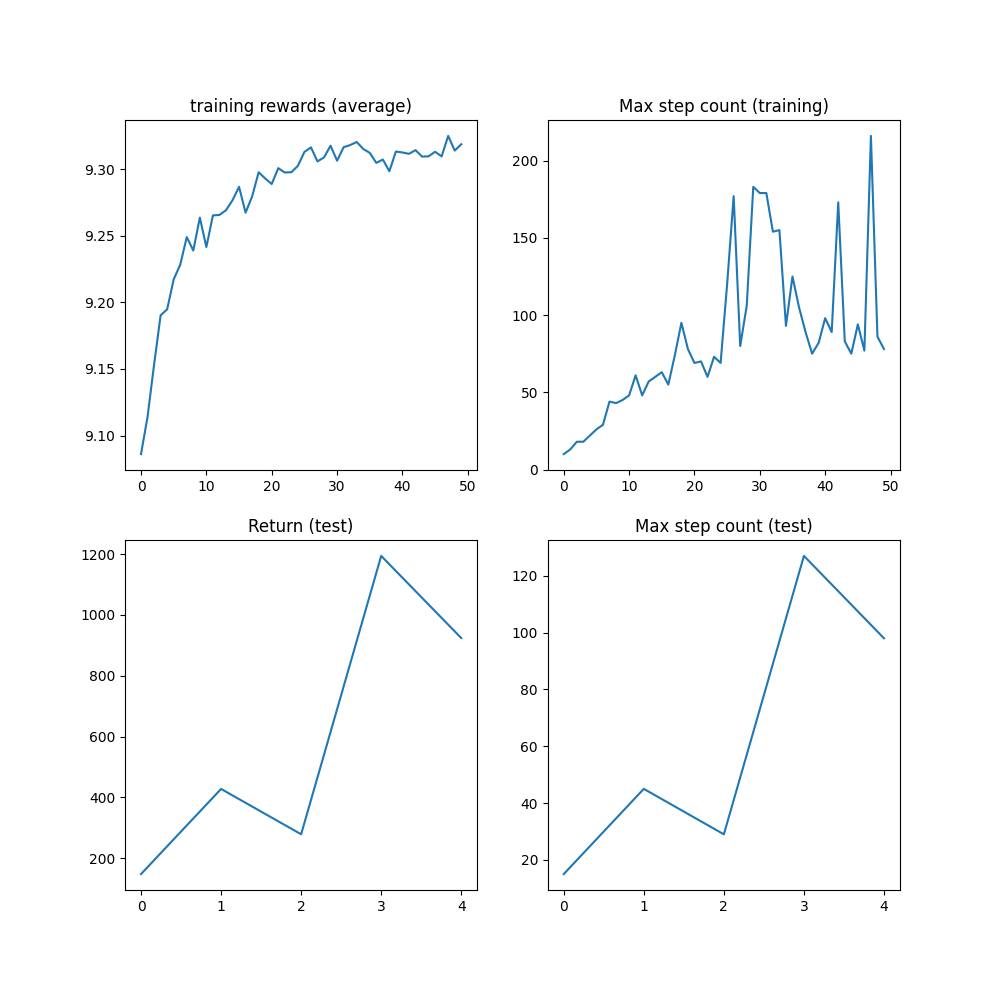 training rewards (average)
9.30
9.25
9.20
9.15
9.10
0 10 20 30 40 50
Max step count (training)
200
150
100
50
0
0 10 20 30 40 50
Return (test)
1200
1000
800
600
400
200
0 1 2 3 4
Max step count (test)
120
100
80
60
40
20
0 1 2 3 4